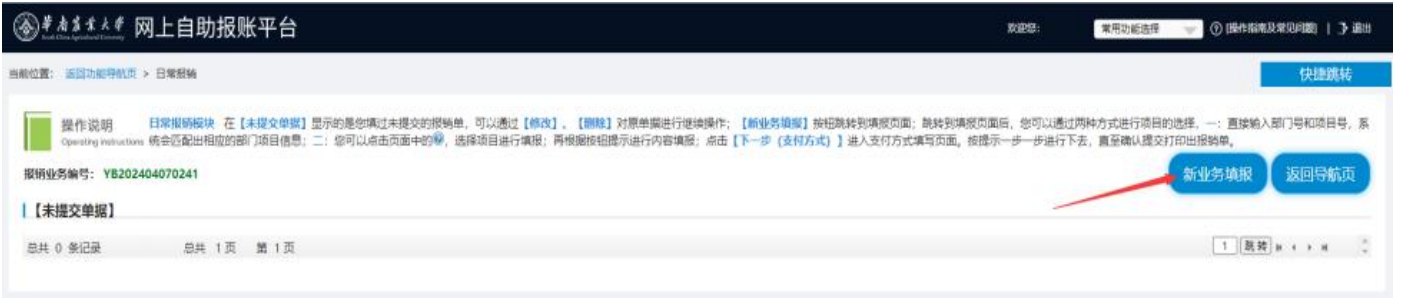 华南农业大学 网上自助报账平台
欢迎您: 常用功能选择 ? [操作指南及常见问题] | 退出
当前位置: 返回功能导航页 > 日常报销 快捷跳转
操作说明 日常报销模块 在【未提交单据】显示的是您填过未提交的报销单, 可以通过【修改】、【删除】对原单据进行继续操作; 【新业务填报】按钮跳转到填报页面; 跳转到填报页面后, 您可以通过两种方式进行项目的选择, 一: 直接输入部门号和项目号, 系
Operating instructions 统会匹配出相应的部门项目信息; 二: 您可以点击页面中的, 选择项目进行填报; 再根据按钮提示进行内容填报; 点击【下一步 (支付方式) 】进入支付方式填写页面。按提示一步一步进行下去, 直至确认提交打印出报销单。
报销业务编号: YB202404070241 新业务填报 返回导航页
【未提交单据】
总共 0 条记录 总共 1页 第 1页 1 跳转